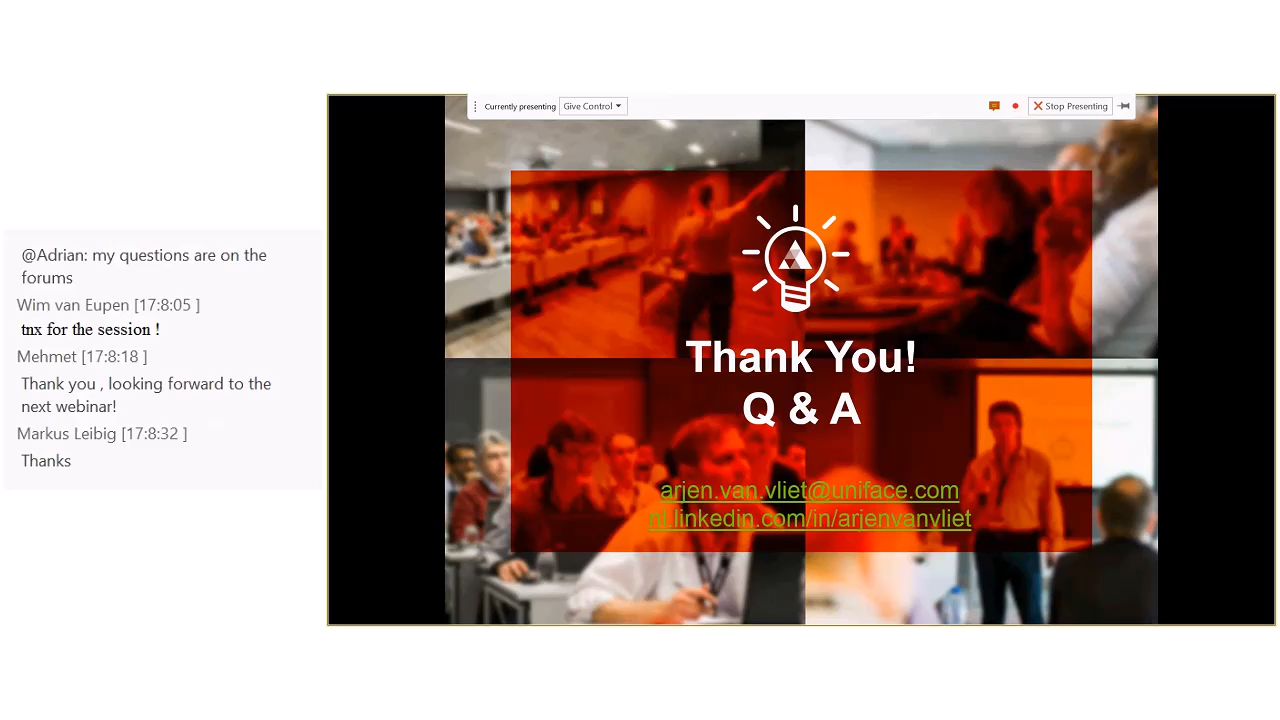 @Adrian: my questions are on the
forums
Wim van Eupen [17:8:05 ]
tnx for the session !
Mehmet [17:8:18 ]
Thank you , looking forward to the
next webinar!
Markus Leibig [17:8:32 ]
Thanks
Currently presenting
Give Control
Stop Presenting
Thank You!
Q & A
arjen.van.vliet@uniface.com
nl.linkedin.com/in/arjenvanvliet